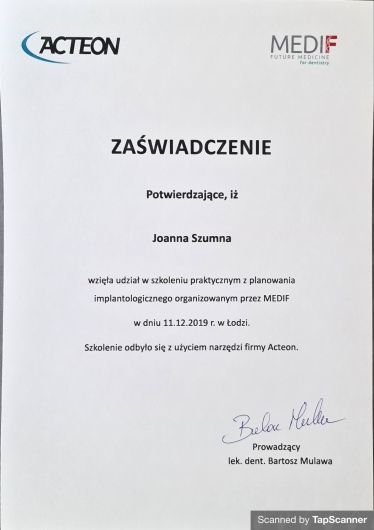 ACTEON
MEDIF
FUTURE MEDICINE
for dentistry
ZAŚWIADCZENIE
Potwierdzające, iż
Joanna Szumna
wzięła udział w szkoleniu praktycznym z planowania
implantologicznego organizowanym przez MEDIF
w dniu 11.12.2019 r. w Łodzi.
Szkolenie odbyło się z użyciem narzędzi firmy Acteon.
Prowadzący
lek. dent. Bartosz Mulawa
Scanned by TapScanner